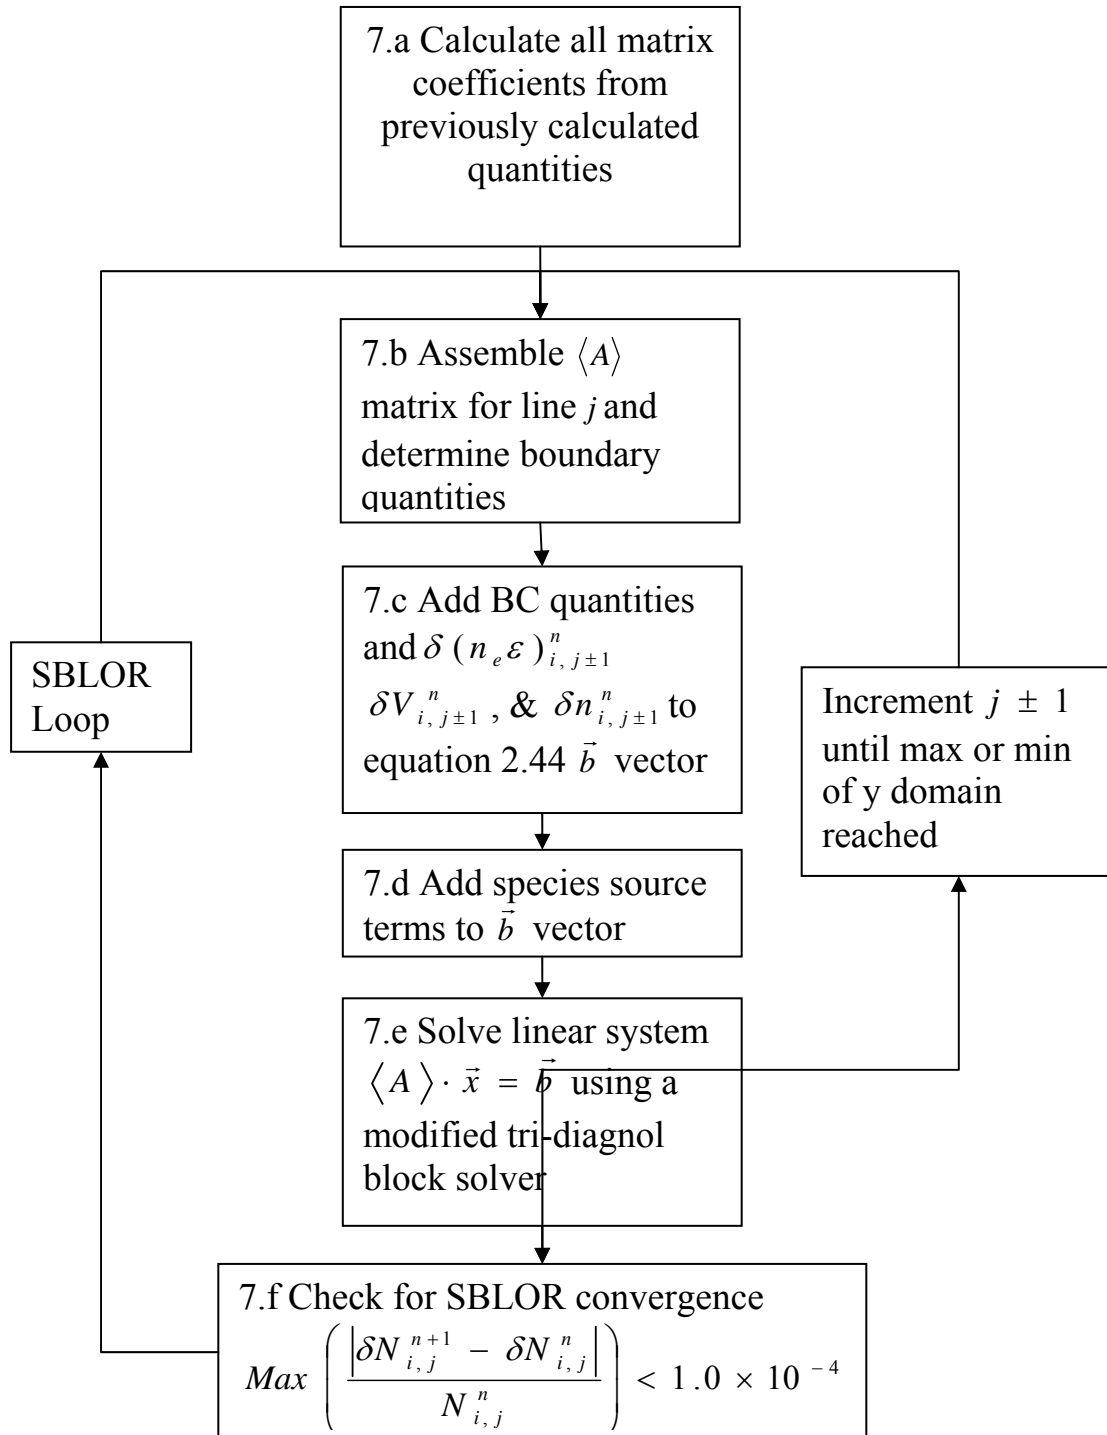 7.a Calculate all matrix
coefficients from
previously calculated
quantities
7.b Assemble ⟨A⟩
matrix for line j and
determine boundary
quantities
7.c Add BC quantities
and δ(n_e ε)^n_{i, j±1}
δV^n_{i, j±1}, & δn^n_{i, j±1} to
equation 2.44 b⃗ vector
SBLOR
Loop
Increment j ± 1
until max or min
of y domain
reached
7.d Add species source
terms to b⃗ vector
7.e Solve linear system
⟨A⟩· x⃗ = b⃗ using a
modified tri-diagnol
block solver
7.f Check for SBLOR convergence
Max ( |δN^{n+1}_{i, j} − δN^n_{i, j}| / N^n_{i, j} ) < 1.0 × 10^{−4}